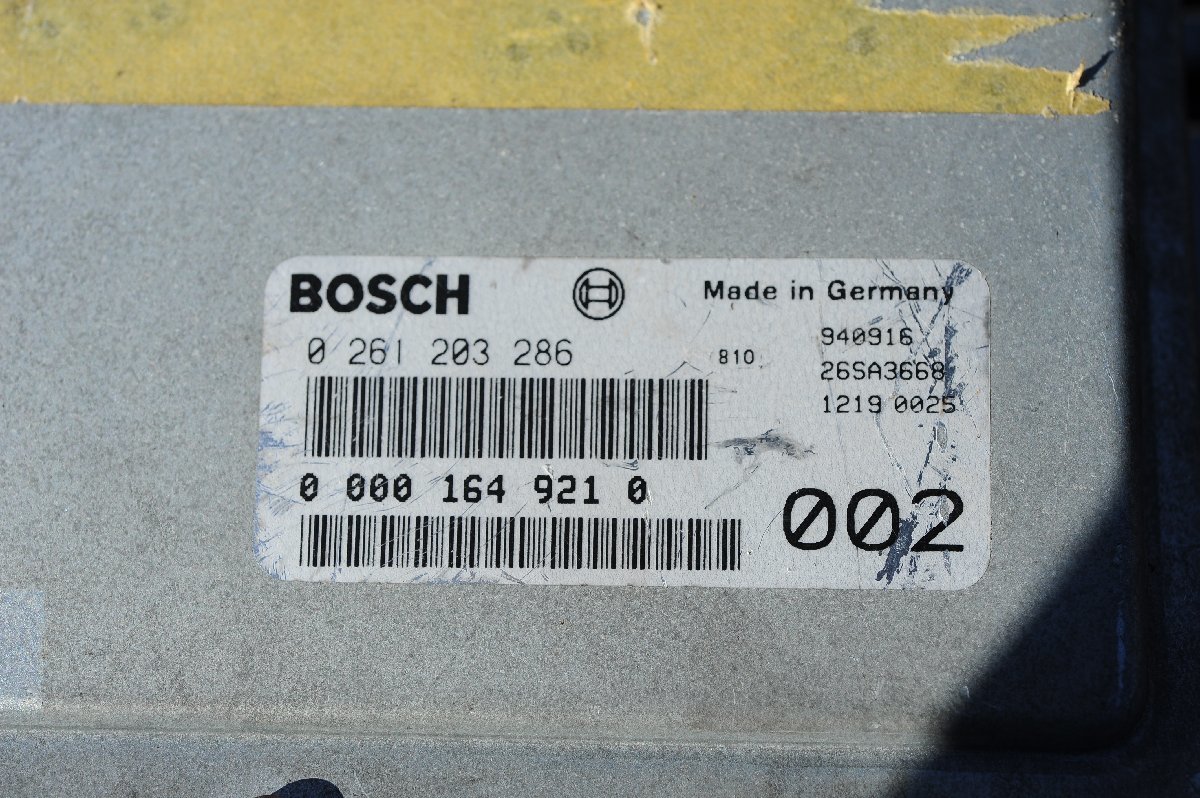 BOSCH Made in Germany
0 261 203 286 810 940916
26SA3668
1219 0025
0 000 164 921 0
002